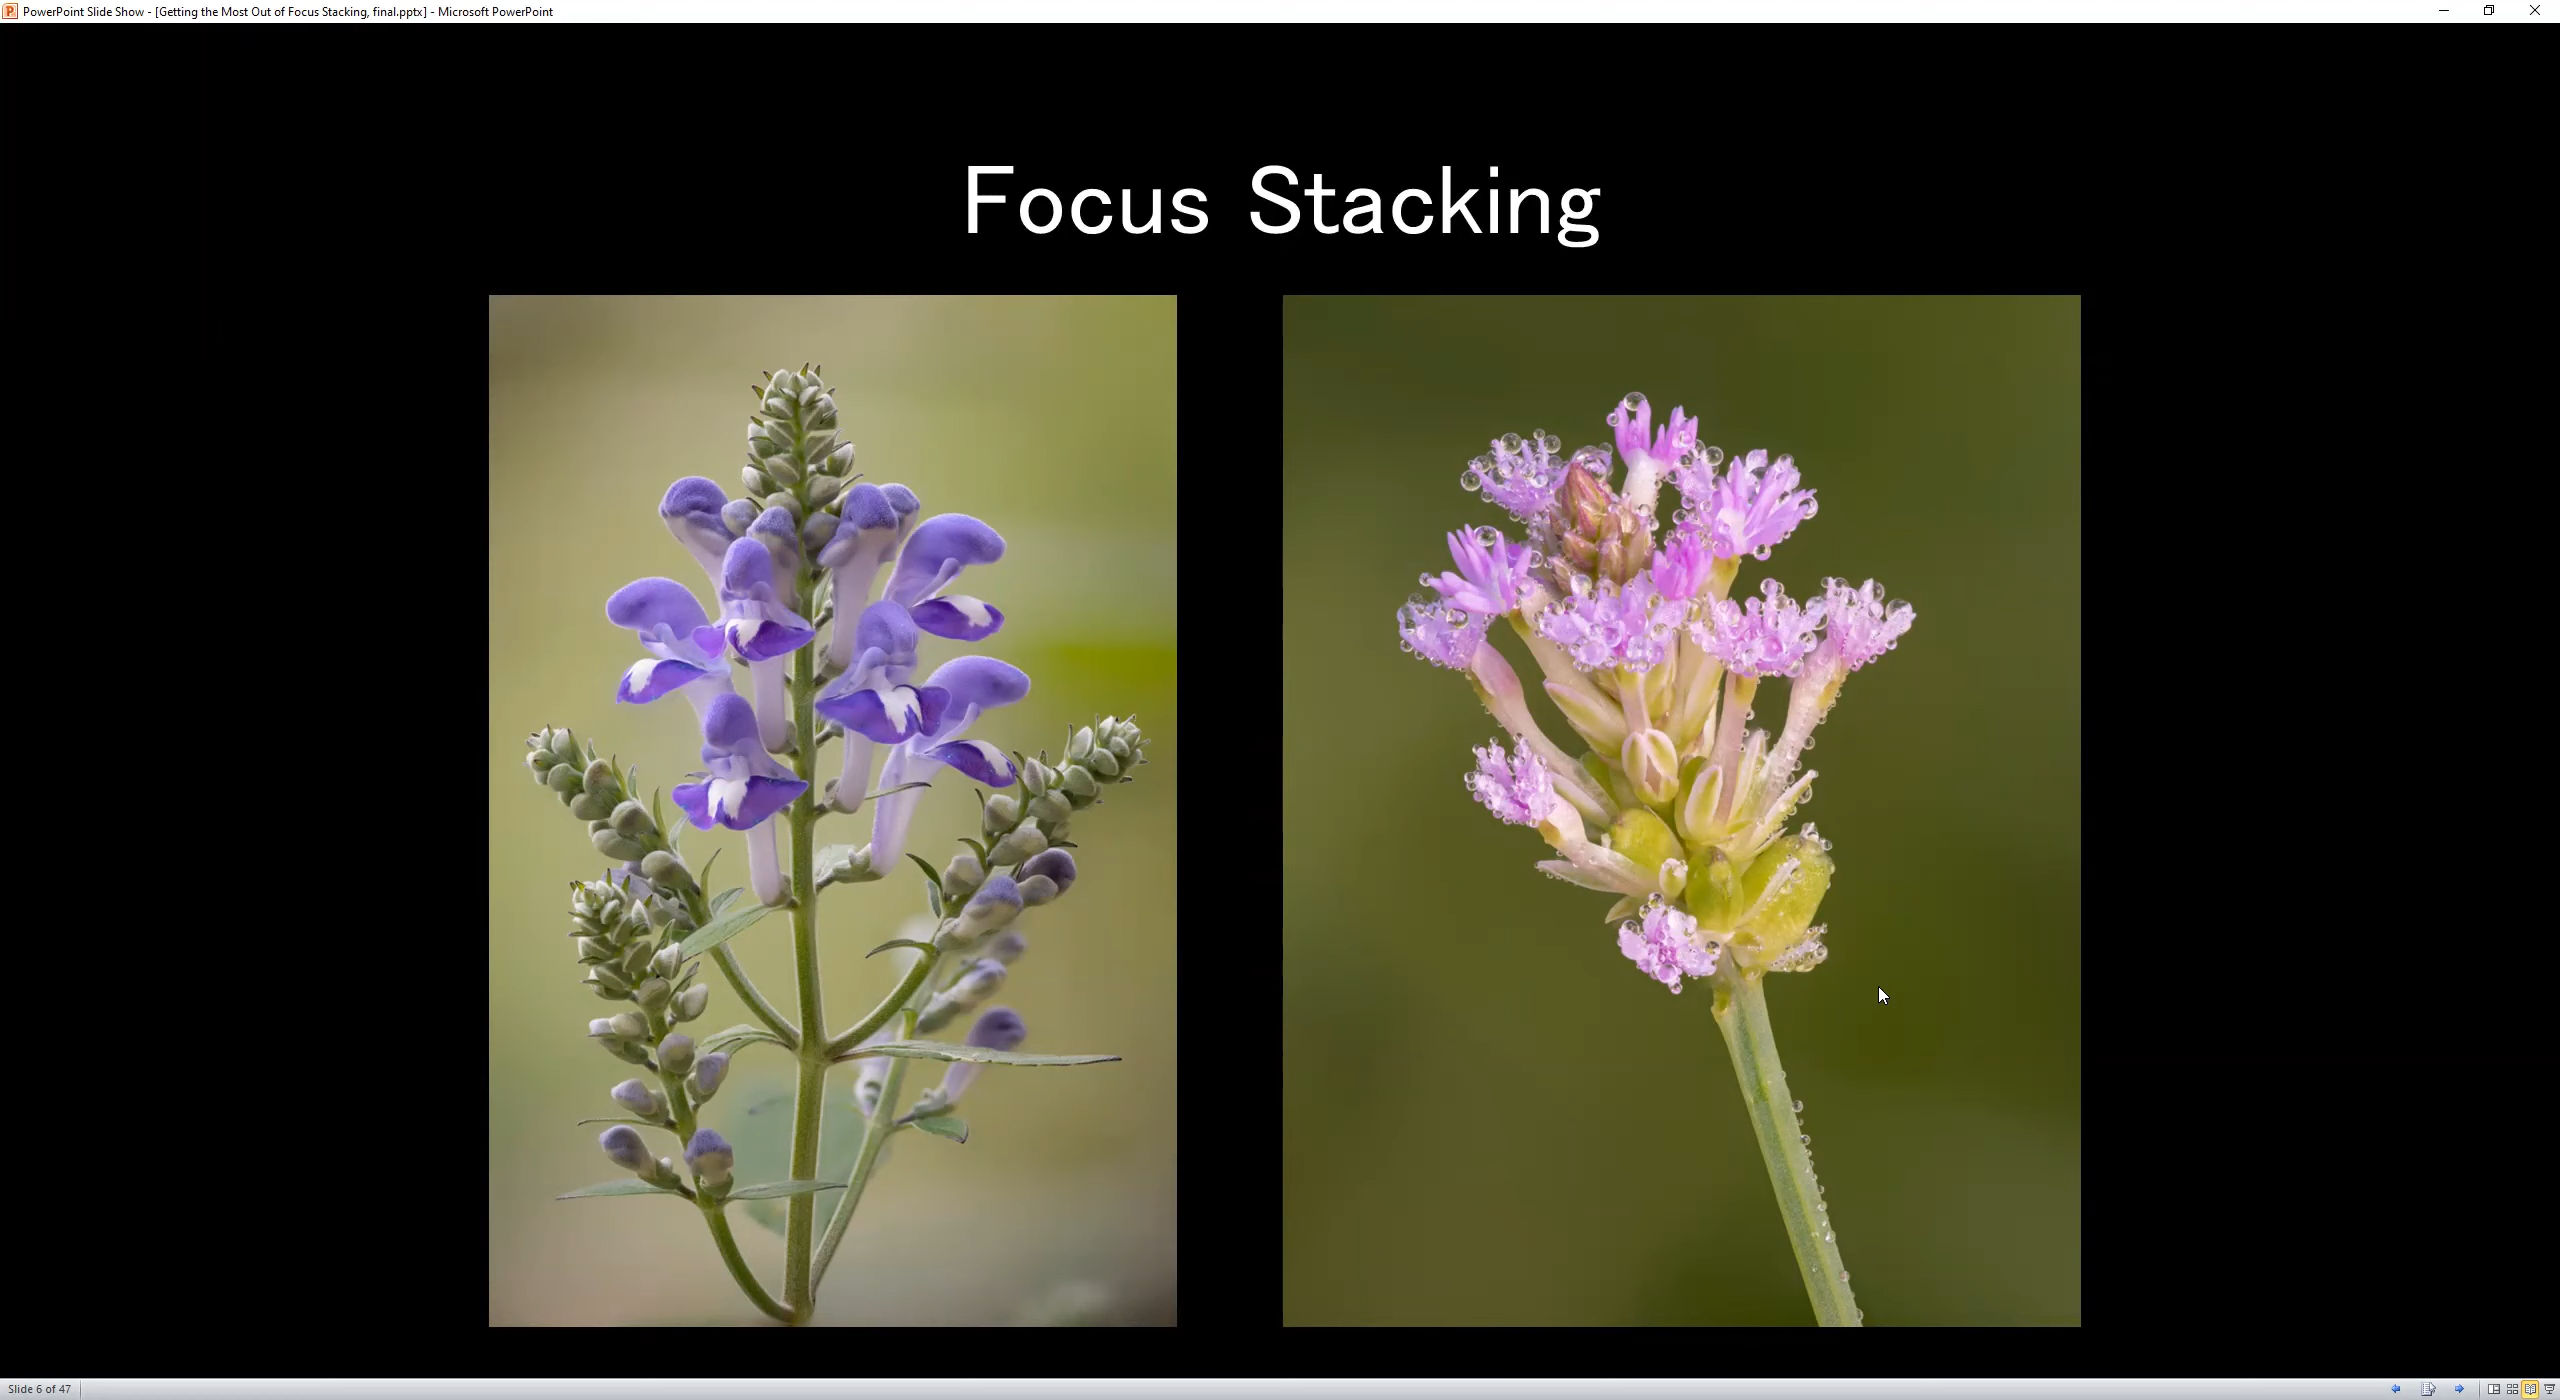 PowerPoint Slide Show - [Getting the Most Out of Focus Stacking, final.pptx] - Microsoft PowerPoint
Focus Stacking
Slide 6 of 47